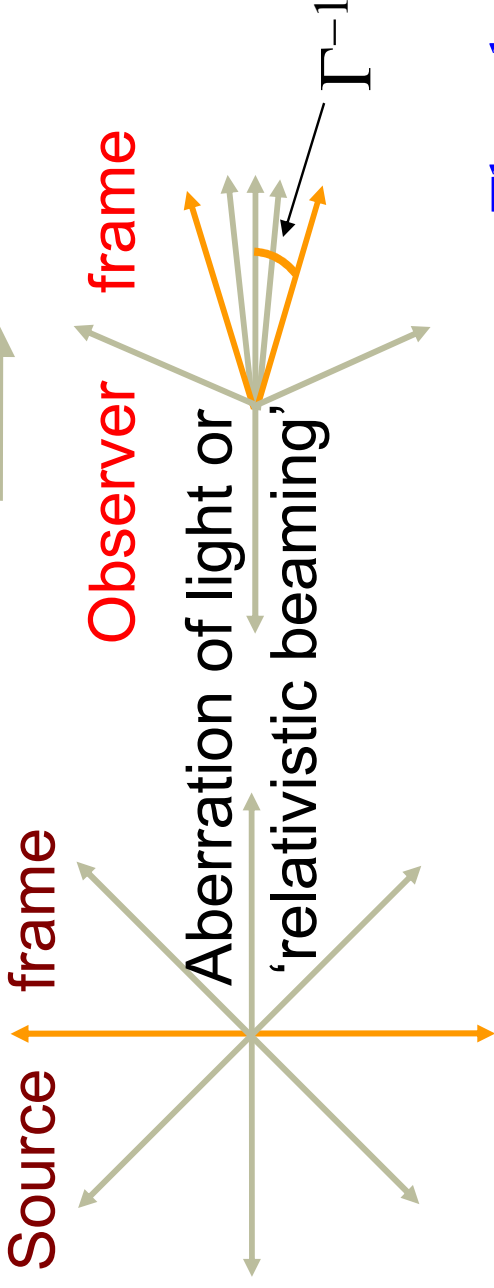 Source frame
Observer frame
Aberration of light or
‘relativistic beaming’
Γ⁻¹